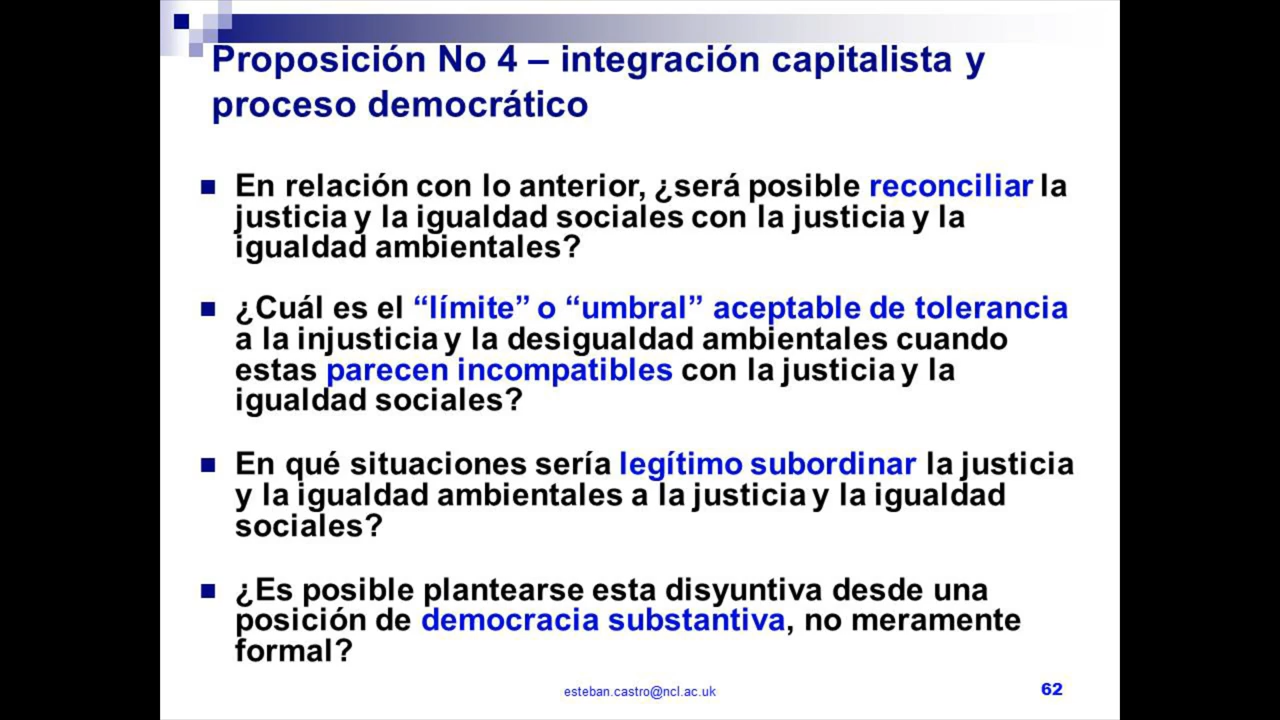 Proposición No 4 – integración capitalista y
proceso democrático
En relación con lo anterior, ¿será posible reconciliar la
justicia y la igualdad sociales con la justicia y la
igualdad ambientales?
¿Cuál es el “límite” o “umbral” aceptable de tolerancia
a la injusticia y la desigualdad ambientales cuando
estas parecen incompatibles con la justicia y la
igualdad sociales?
En qué situaciones sería legítimo subordinar la justicia
y la igualdad ambientales a la justicia y la igualdad
sociales?
¿Es posible plantearse esta disyuntiva desde una
posición de democracia substantiva, no meramente
formal?
esteban.castro@ncl.ac.uk
62